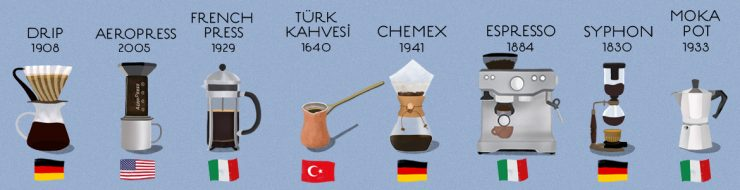 DRIP
1908
AEROPRESS
2005
FRENCH
PRESS
1929
TÜRK
KAHVESİ
1640
CHEMEX
1941
ESPRESSO
1884
SYPHON
1830
MOKA
POT
1933
AeroPress